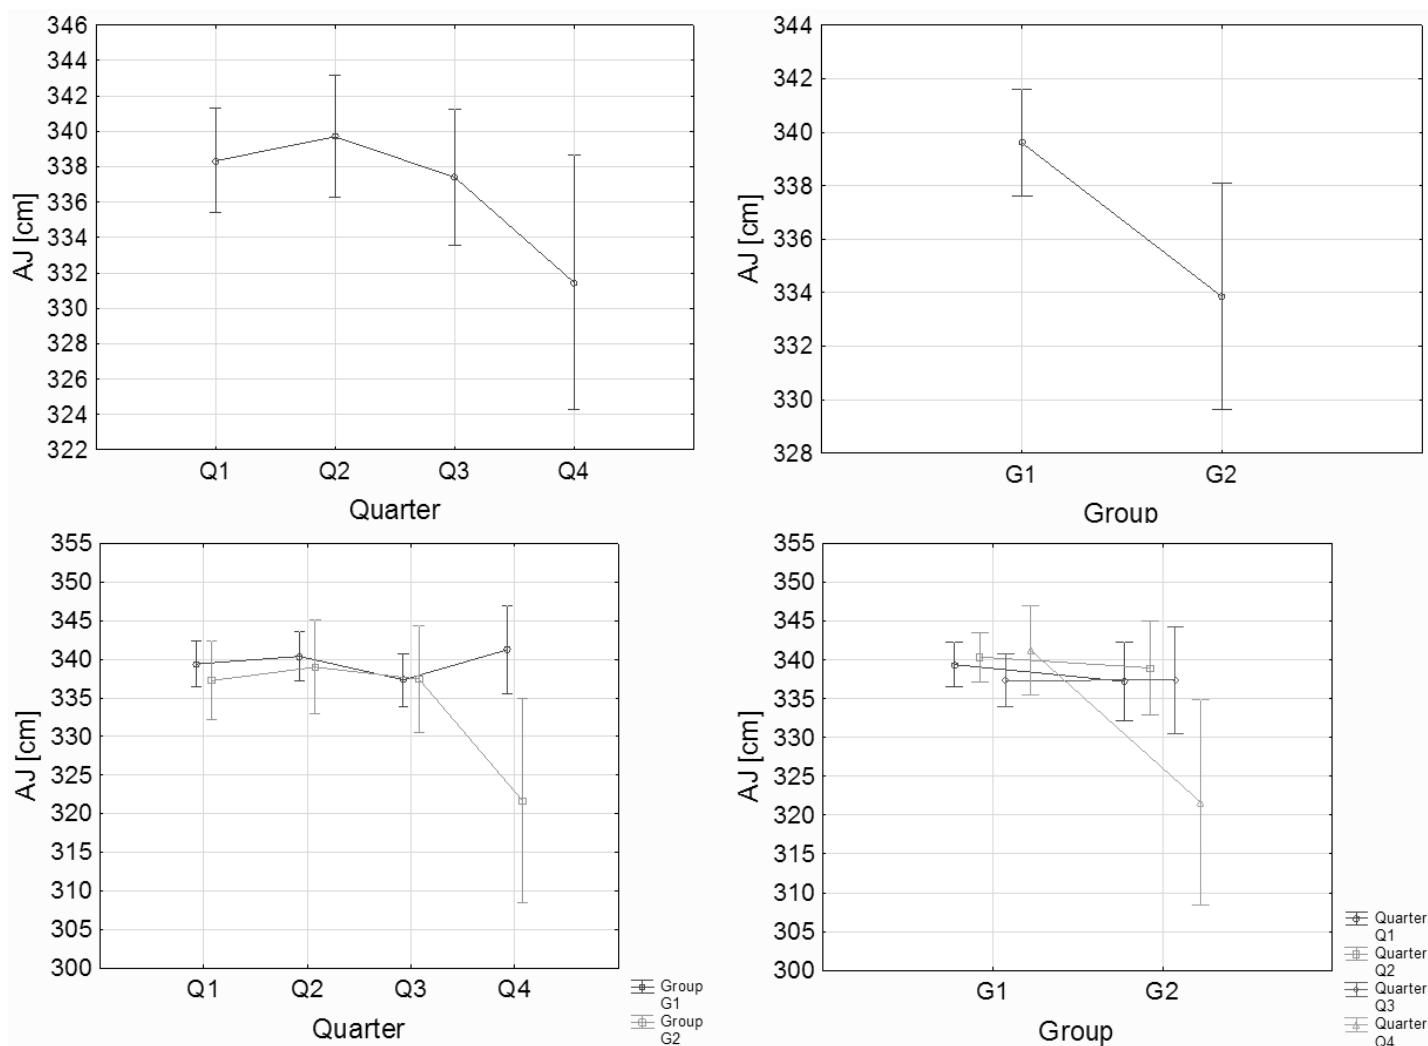 346
344
342
340
338
336
334
332
330
328
326
324
322
AJ [cm]
Q1 Q2 Q3 Q4
Quarter
344
342
340
338
336
334
332
330
328
AJ [cm]
G1 G2
Group
355
350
345
340
335
330
325
320
315
310
305
300
AJ [cm]
Q1 Q2 Q3 Q4
Quarter
Group
G1
Group
G2
355
350
345
340
335
330
325
320
315
310
305
300
AJ [cm]
G1 G2
Group
Quarter
Q1
Quarter
Q2
Quarter
Q3
Quarter
Q4